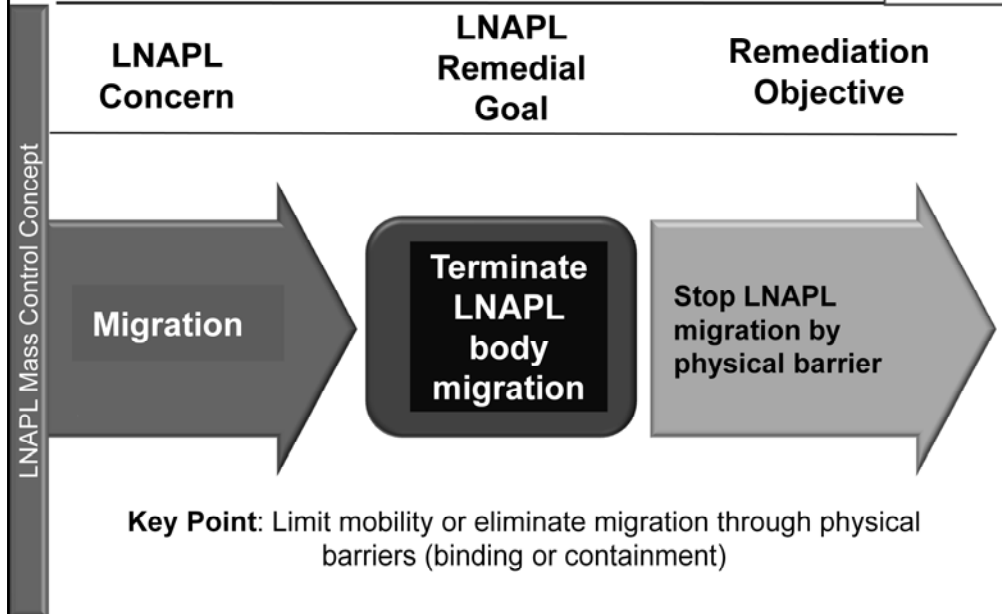 LNAPL Mass Control Concept
LNAPL
Concern
LNAPL
Remedial
Goal
Remediation
Objective
Migration
Terminate
LNAPL
body
migration
Stop LNAPL
migration by
physical barrier
Key Point: Limit mobility or eliminate migration through physical
barriers (binding or containment)